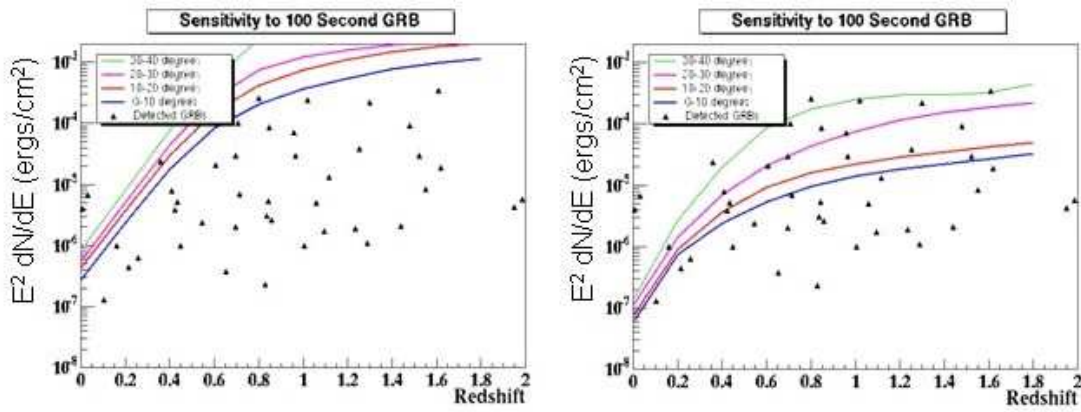 Sensitivity to 100 Second GRB
E² dN/dE (ergs/cm²)
10⁻³
10⁻⁴
10⁻⁵
10⁻⁶
10⁻⁷
10⁻⁸
30-40 degrees
20-30 degrees
10-20 degrees
0-10 degrees
Detected GRBs
0 0.2 0.4 0.6 0.8 1 1.2 1.4 1.6 1.8 2
Redshift
Sensitivity to 100 Second GRB
E² dN/dE (ergs/cm²)
10⁻³
10⁻⁴
10⁻⁵
10⁻⁶
10⁻⁷
10⁻⁸
30-40 degrees
20-30 degrees
10-20 degrees
0-10 degrees
Detected GRBs
0 0.2 0.4 0.6 0.8 1 1.2 1.4 1.6 1.8 2
Redshift